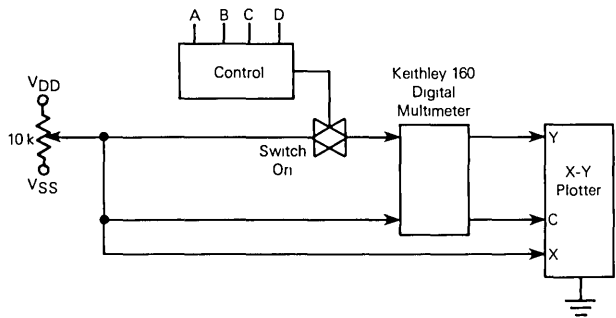 A B C D
Control
Keithley 160
Digital
Multimeter
VDD
10 k
VSS
Switch
On
Y
X-Y
Plotter
C
X